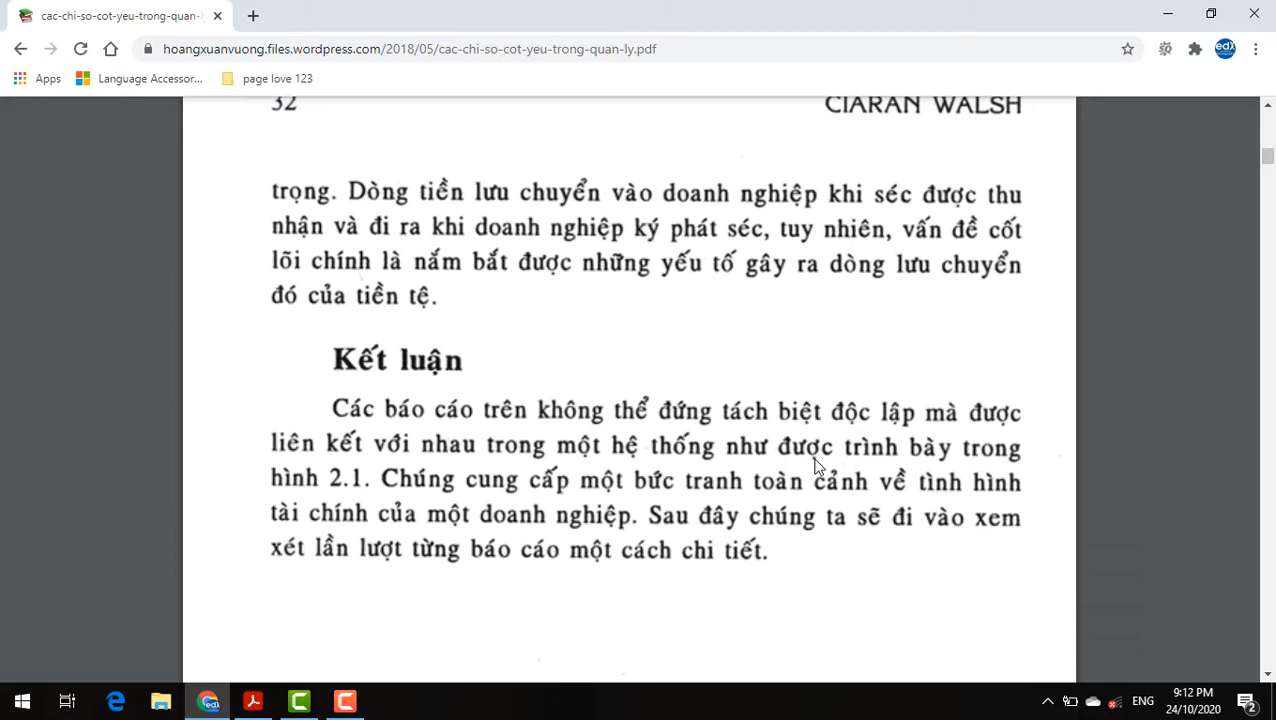 cac-chi-so-cot-yeu-trong-quan-l
hoangxuanvuong.files.wordpress.com/2018/05/cac-chi-so-cot-yeu-trong-quan-ly.pdf
edX
Apps
Language Accessor...
page love 123
32
CIARAN WALSH
trọng. Dòng tiền lưu chuyển vào doanh nghiệp khi séc được thu
nhận và đi ra khi doanh nghiệp ký phát séc, tuy nhiên, vấn đề cốt
lõi chính là nắm bắt được những yếu tố gây ra dòng lưu chuyển
đó của tiền tệ.
Kết luận
Các báo cáo trên không thể đứng tách biệt độc lập mà được
liên kết với nhau trong một hệ thống như được trình bày trong
hình 2.1. Chúng cung cấp một bức tranh toàn cảnh về tình hình
tài chính của một doanh nghiệp. Sau đây chúng ta sẽ đi vào xem
xét lần lượt từng báo cáo một cách chi tiết.
edX
ENG
9:12 PM
24/10/2020
2